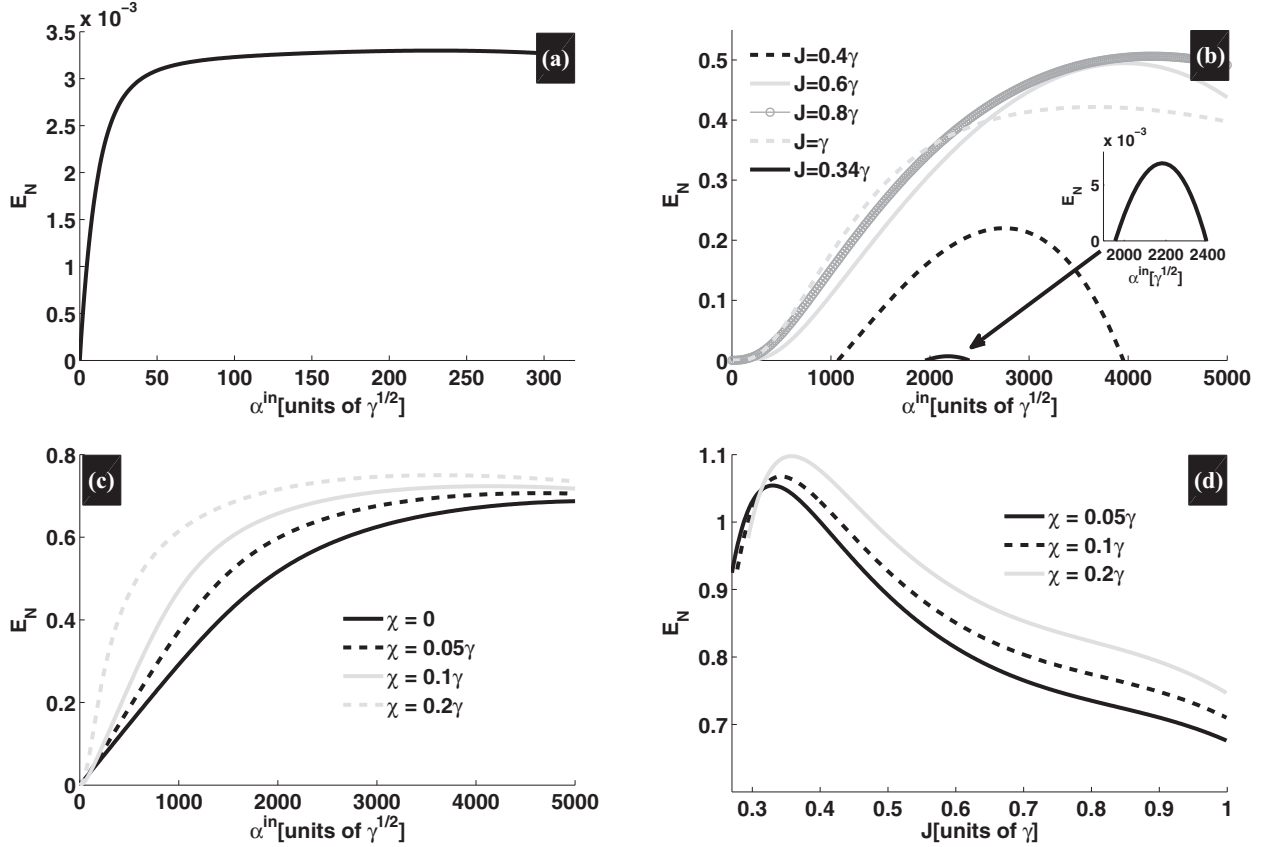 x 10⁻³
3.5
3
2.5
2
1.5
1
0.5
0
E_N
0 50 100 150 200 250 300
α^in[units of γ^1/2]
(a)
0.5
0.4
0.3
0.2
0.1
0
E_N
J=0.4γ
J=0.6γ
J=0.8γ
J=γ
J=0.34γ
(b)
x 10⁻³
5
0
E_N
2000 2200 2400
α^in[γ^1/2]
0 1000 2000 3000 4000 5000
α^in[units of γ^1/2]
0.8
0.6
0.4
0.2
0
E_N
(c)
χ = 0
χ = 0.05γ
χ = 0.1γ
χ = 0.2γ
0 1000 2000 3000 4000 5000
α^in[units of γ^1/2]
1.1
1
0.9
0.8
0.7
E_N
(d)
χ = 0.05γ
χ = 0.1γ
χ = 0.2γ
0.3 0.4 0.5 0.6 0.7 0.8 0.9 1
J[units of γ]